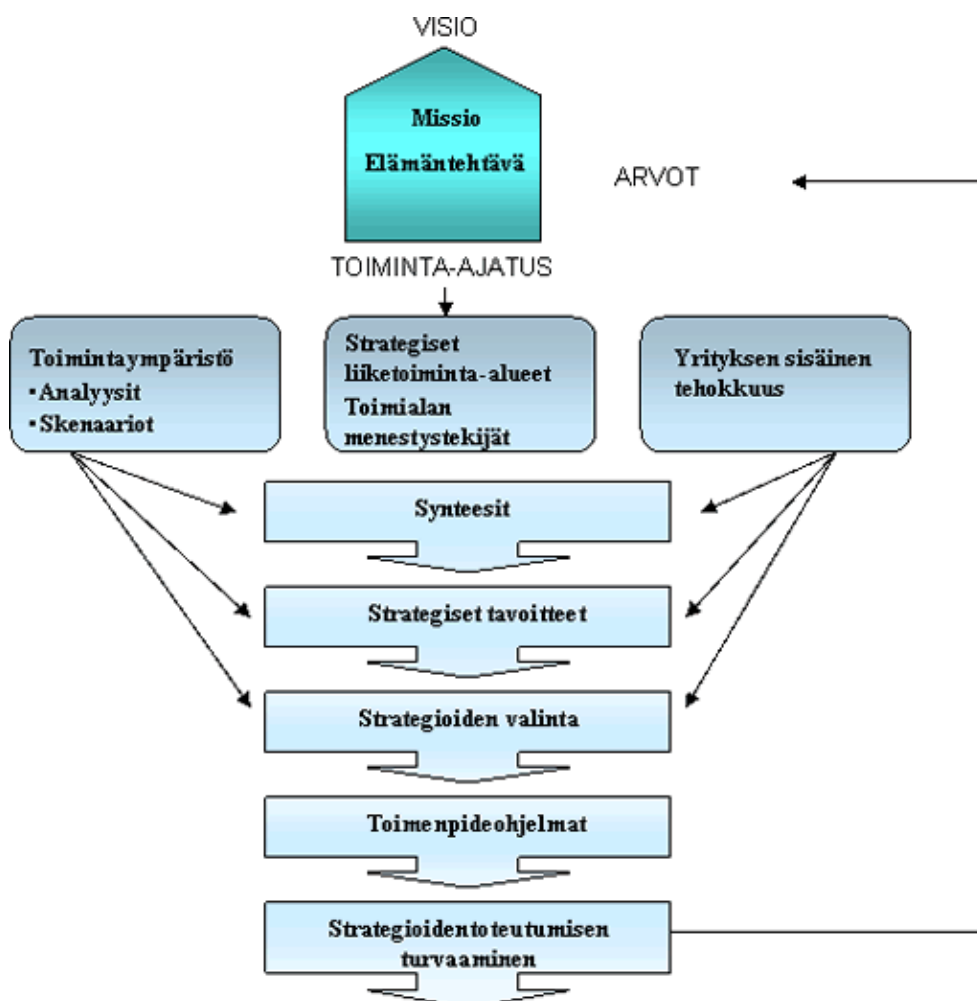 VISIO
Missio
Elämäntehtävä
ARVOT
TOIMINTA-AJATUS
Toimintaympäristö
▪Analyysit
▪Skenaariot
Strategiset
liiketoiminta-alueet
Toimialan
menestystekijät
Yrityksen sisäinen
tehokkuus
Synteesit
Strategiset tavoitteet
Strategioiden valinta
Toimenpideohjelmat
Strategioidentoteutumisen
turvaaminen